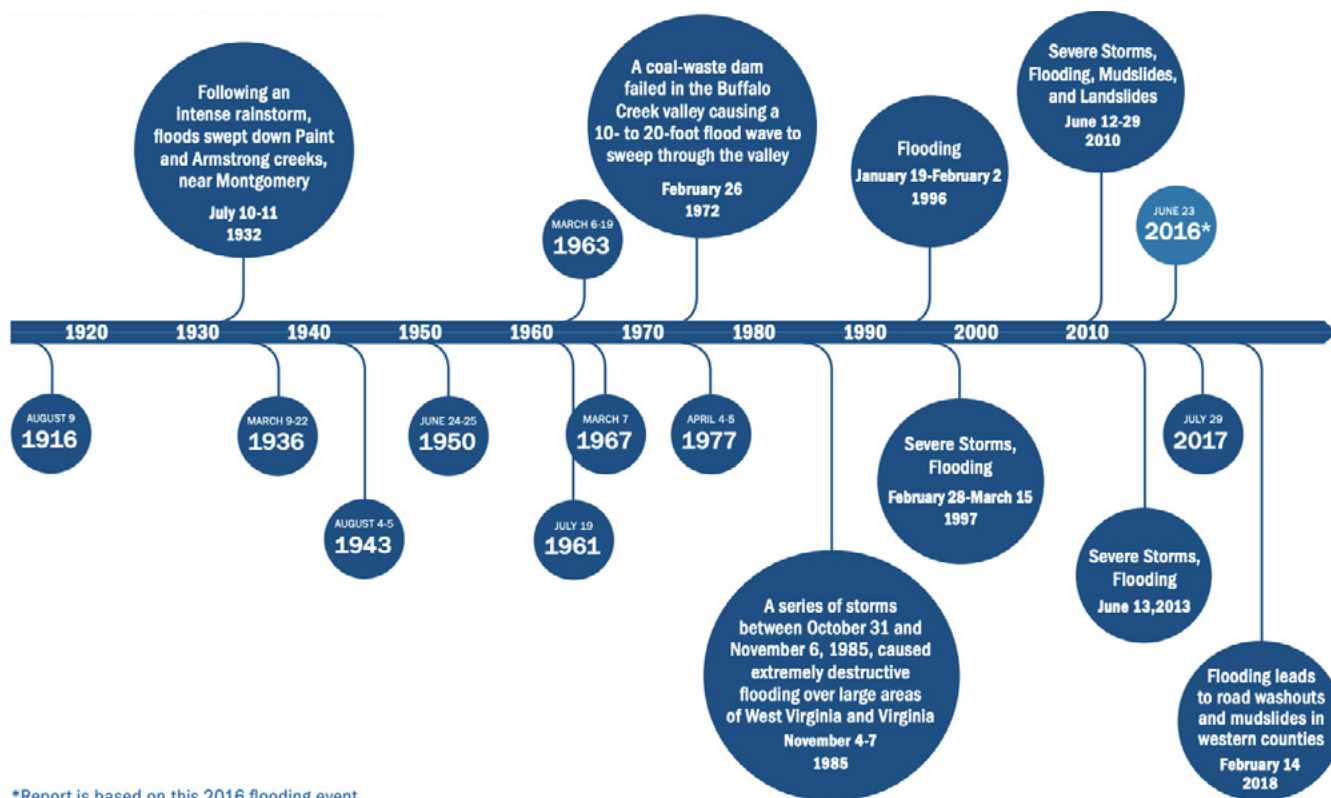 Following an
intense rainstorm,
floods swept down Paint
and Armstrong creeks,
near Montgomery
July 10-11
1932
MARCH 6-19
1963
A coal-waste dam
failed in the Buffalo
Creek valley causing a
10- to 20-foot flood wave to
sweep through the valley
February 26
1972
Flooding
January 19-February 2
1996
Severe Storms,
Flooding, Mudslides,
and Landslides
June 12-29
2010
JUNE 23
2016*
1920 1930 1940 1950 1960 1970 1980 1990 2000 2010
AUGUST 9
1916
MARCH 9-22
1936
AUGUST 4-5
1943
JUNE 24-25
1950
JULY 19
1961
MARCH 7
1967
APRIL 4-5
1977
A series of storms
between October 31 and
November 6, 1985, caused
extremely destructive
flooding over large areas
of West Virginia and Virginia
November 4-7
1985
Severe Storms,
Flooding
February 28-March 15
1997
Severe Storms,
Flooding
June 13,2013
JULY 29
2017
Flooding leads
to road washouts
and mudslides in
western counties
February 14
2018
*Report is based on this 2016 flooding event